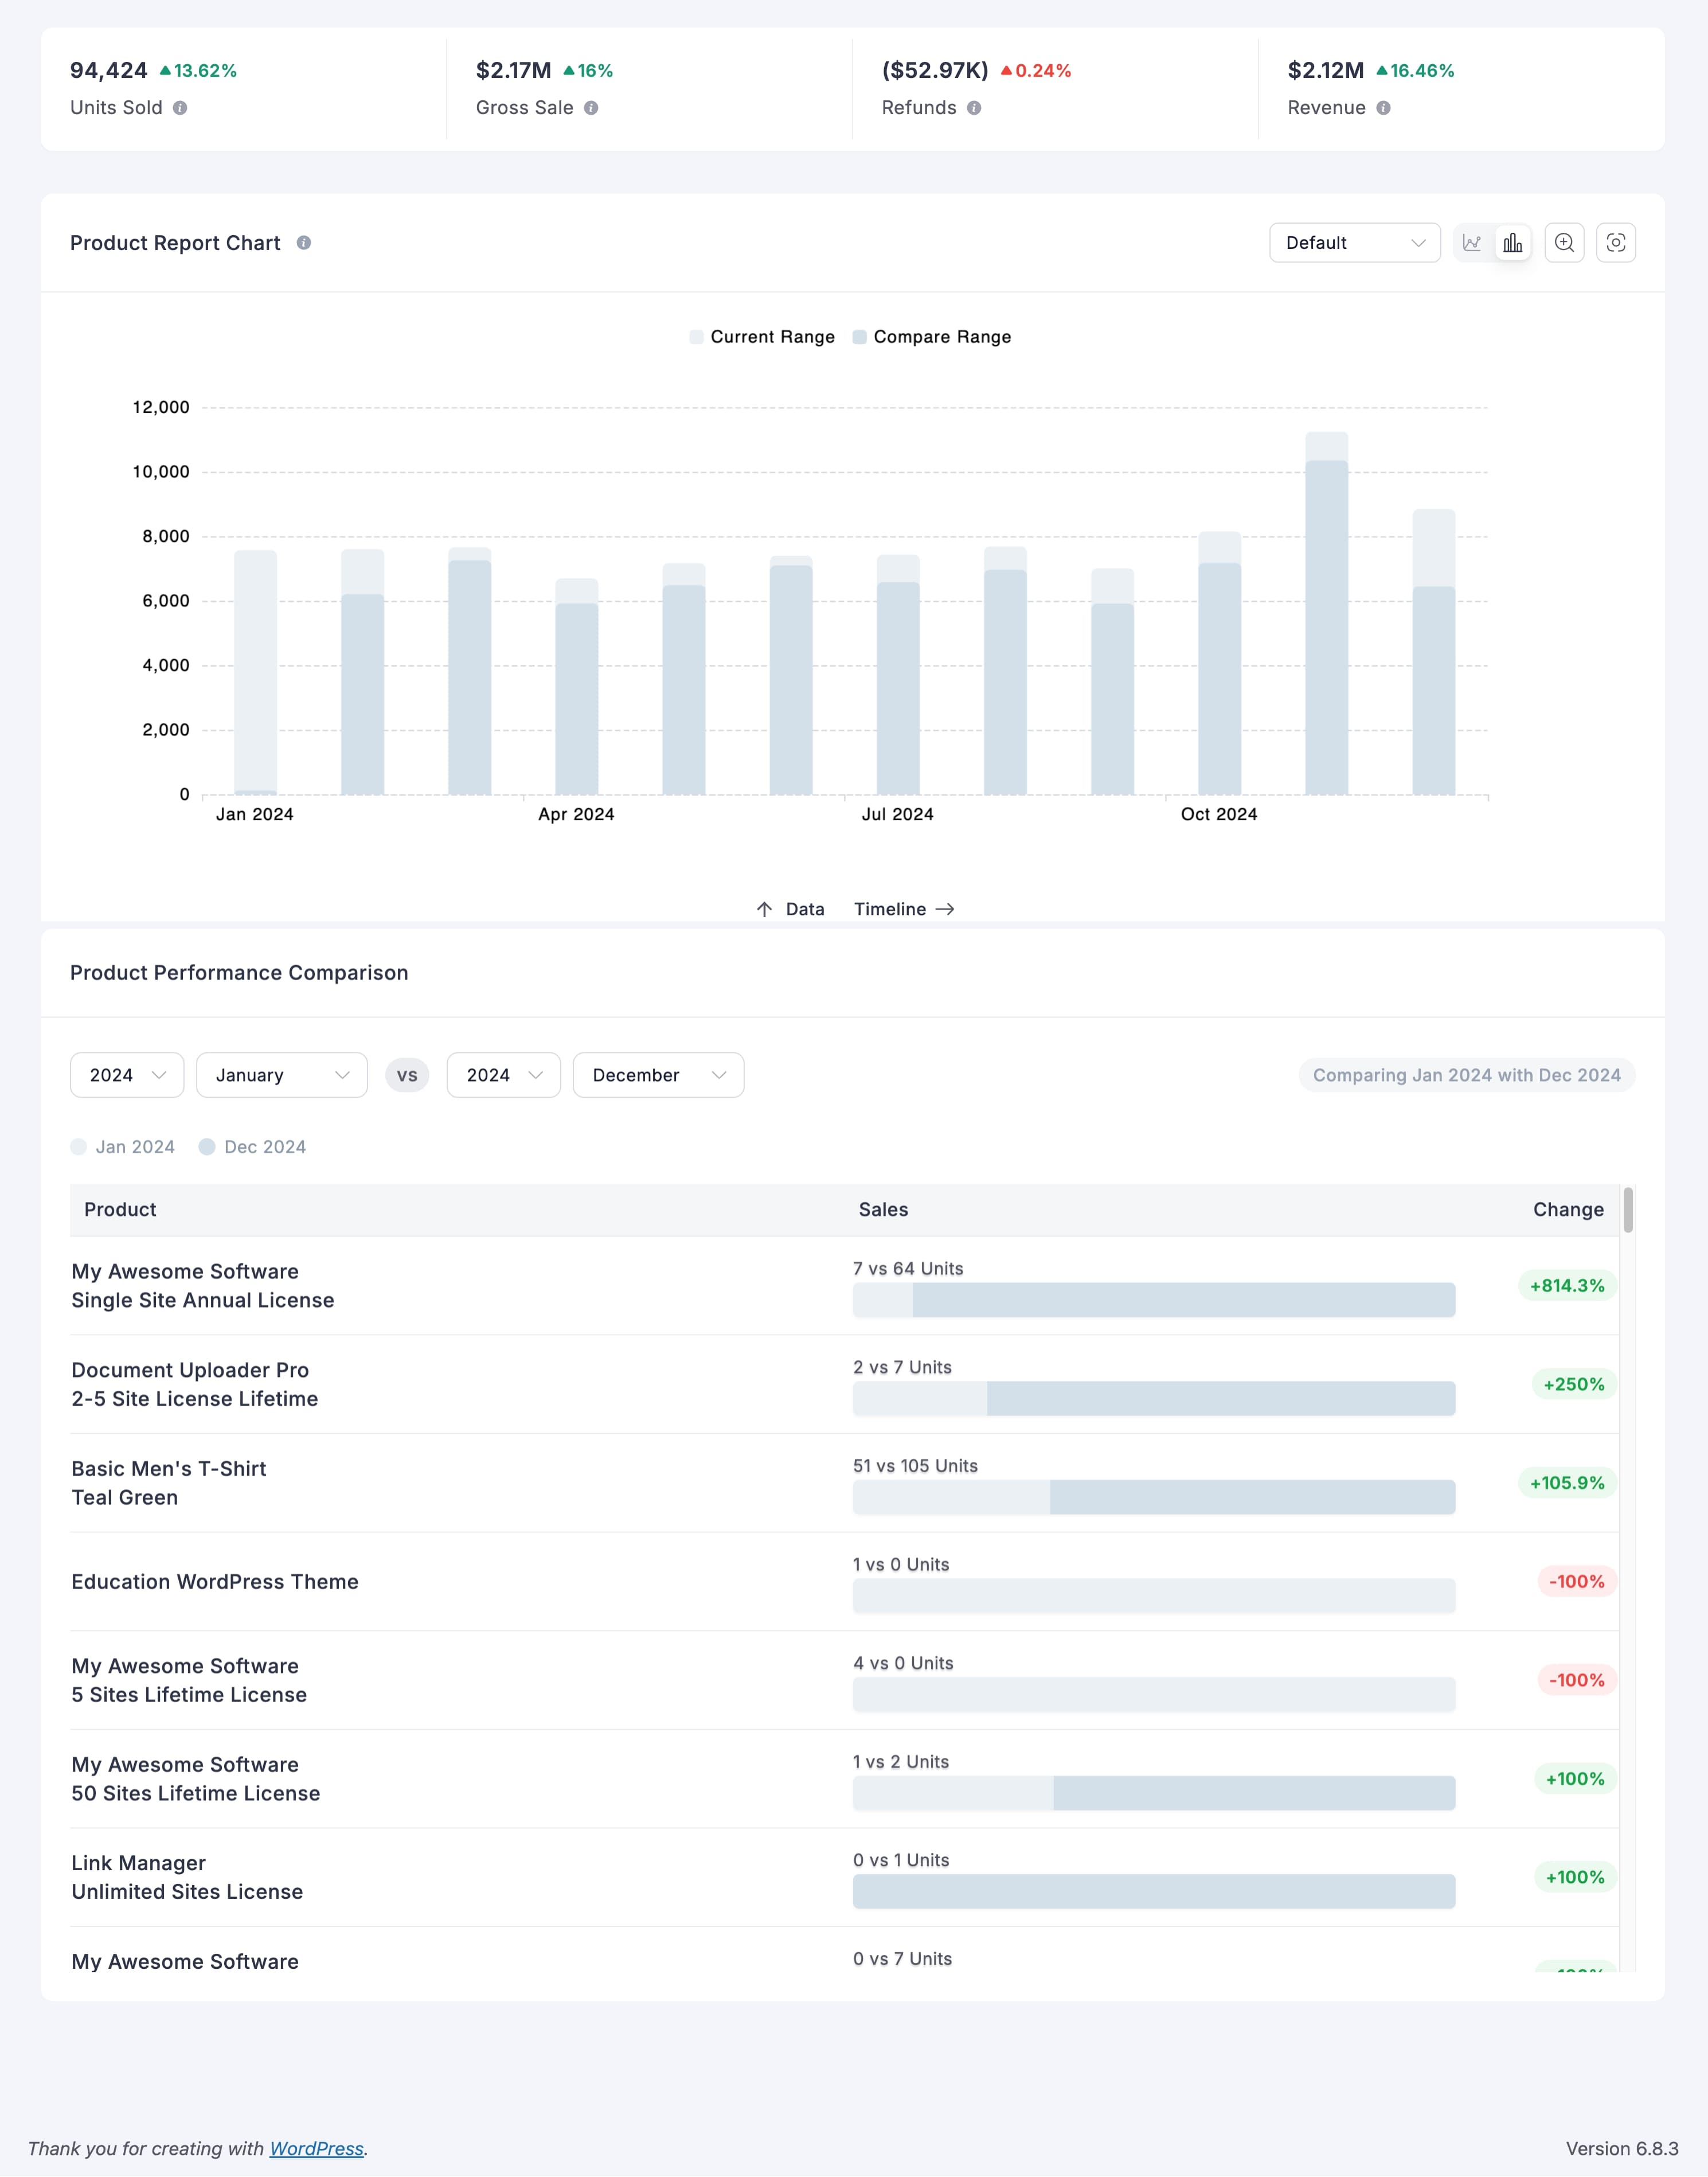 94,424 ▲13.62%
Units Sold
$2.17M ▲16%
Gross Sale
($52.97K) ▲0.24%
Refunds
$2.12M ▲16.46%
Revenue
Product Report Chart
Default
Current Range Compare Range
12,000
10,000
8,000
6,000
4,000
2,000
0
Jan 2024 Apr 2024 Jul 2024 Oct 2024
↑ Data Timeline →
Product Performance Comparison
2024 January VS 2024 December
Comparing Jan 2024 with Dec 2024
Jan 2024 Dec 2024
Product Sales Change
My Awesome Software
Single Site Annual License
7 vs 64 Units
+814.3%
Document Uploader Pro
2-5 Site License Lifetime
2 vs 7 Units
+250%
Basic Men's T-Shirt
Teal Green
51 vs 105 Units
+105.9%
Education WordPress Theme
1 vs 0 Units
-100%
My Awesome Software
5 Sites Lifetime License
4 vs 0 Units
-100%
My Awesome Software
50 Sites Lifetime License
1 vs 2 Units
+100%
Link Manager
Unlimited Sites License
0 vs 1 Units
+100%
My Awesome Software
0 vs 7 Units
Thank you for creating with WordPress.
Version 6.8.3